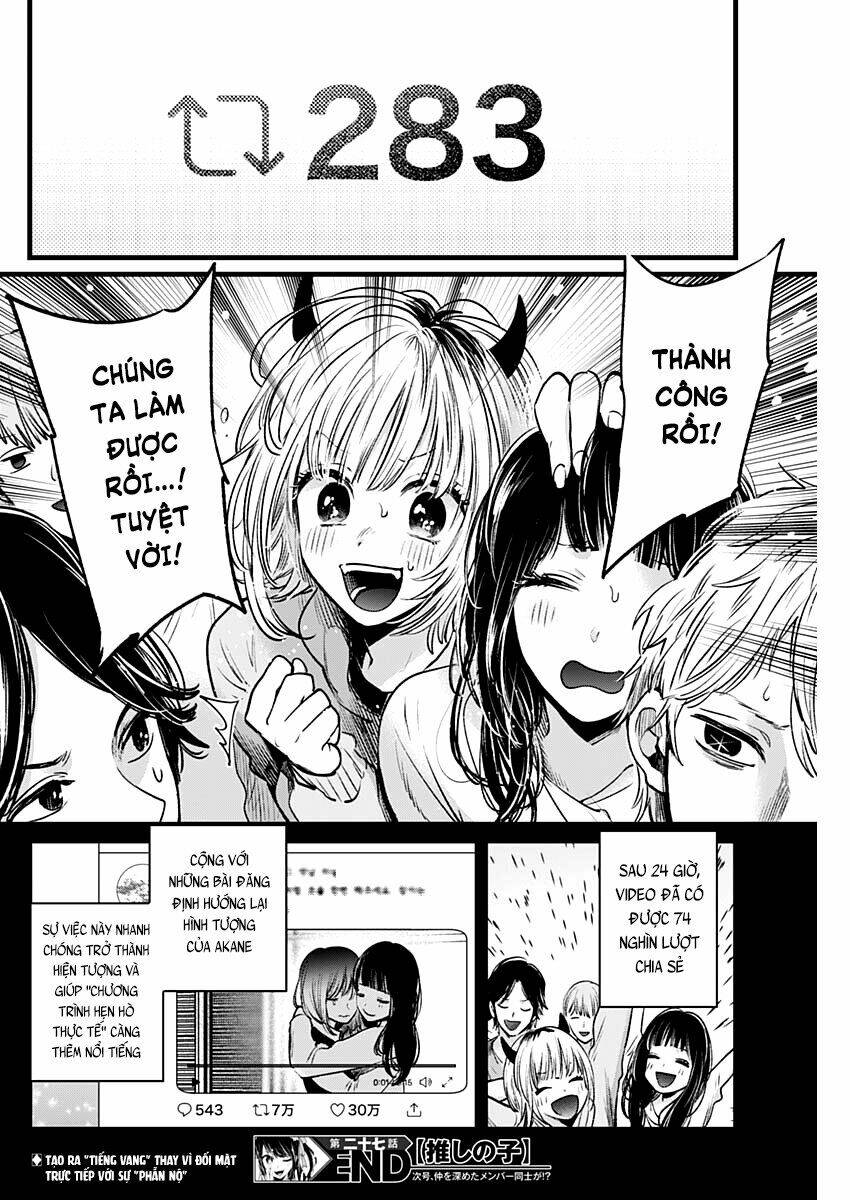 283
THÀNH
CÔNG
RỒI!
CHÚNG
TA LÀM
ĐƯỢC
RỒI...!
TUYỆT
VỜI!
SAU 24 GIỜ,
VIDEO ĐÃ CÓ
ĐƯỢC 74
NGHÌN LƯỢT
CHIA SẺ
CỘNG VỚI
NHỮNG BÀI ĐĂNG
ĐỊNH HƯỚNG LẠI
HÌNH TƯỢNG
CỦA AKANE
SỰ VIỆC NÀY NHANH
CHÓNG TRỞ THÀNH
HIỆN TƯỢNG VÀ
GIÚP "CHƯƠNG
TRÌNH HẸN HÒ
THỰC TẾ" CÀNG
THÊM NỔI TIẾNG
543 7万 30万
TẠO RA "TIẾNG VANG" THAY VÌ ĐỐI MẶT
TRỰC TIẾP VỚI SỰ "PHẪN NỘ"
第二十七話 END
【推しの子】
次号、仲を深めたメンバー同士が!?